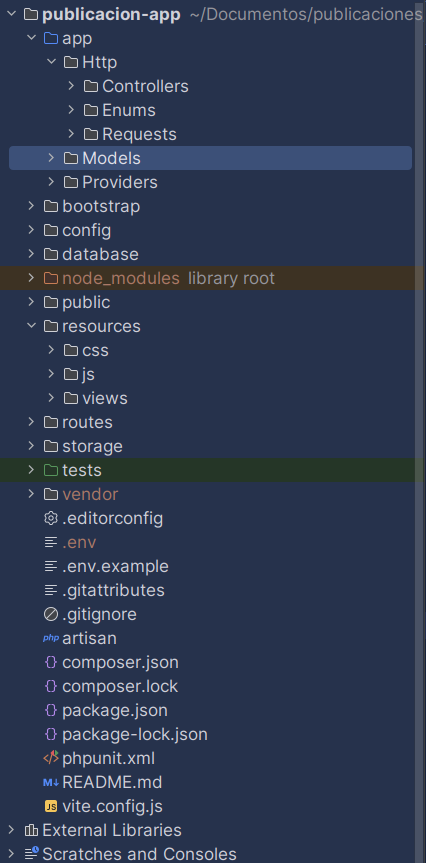 publicacion-app ~/Documentos/publicaciones
app
Http
Controllers
Enums
Requests
Models
Providers
bootstrap
config
database
node_modules library root
public
resources
css
js
views
routes
storage
tests
vendor
.editorconfig
.env
.env.example
.gitattributes
.gitignore
php artisan
composer.json
composer.lock
package.json
package-lock.json
phpunit.xml
M↓ README.md
JS vite.config.js
External Libraries
Scratches and Consoles